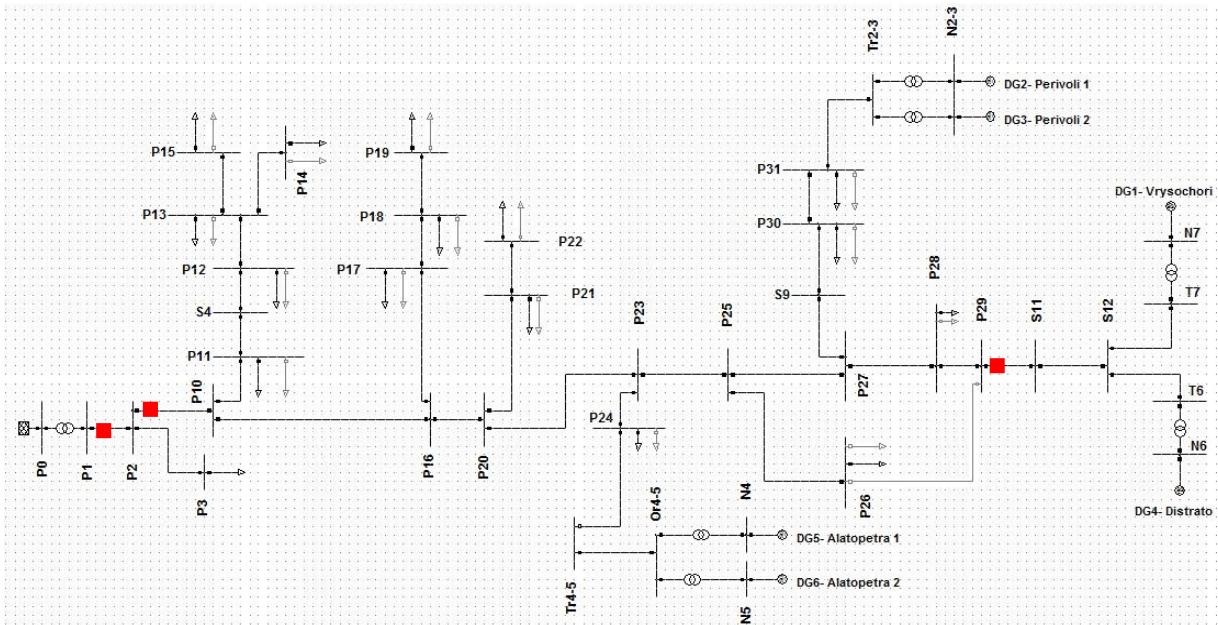 Tr2-3
N2-3
DG2- Perivoli 1
DG3- Perivoli 2
P15
P19
P14
P31
DG1- Vrysochori
P13
P18
P30
N7
P22
P12
P17
P28
P21
S9
P29
S11
S12
T7
S4
P23
P25
P11
P10
P27
T6
P24
P0
P1
P2
P16
P20
N6
P3
Or4-5
N4
P26
DG4- Distrato
DG5- Alatopetra 1
Tr4-5
N5
DG6- Alatopetra 2